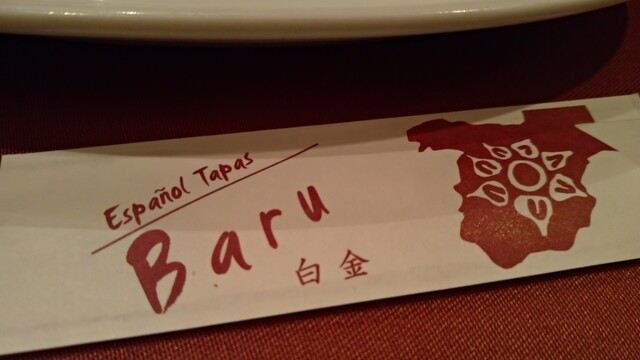 Español Tapas
Baru
白金